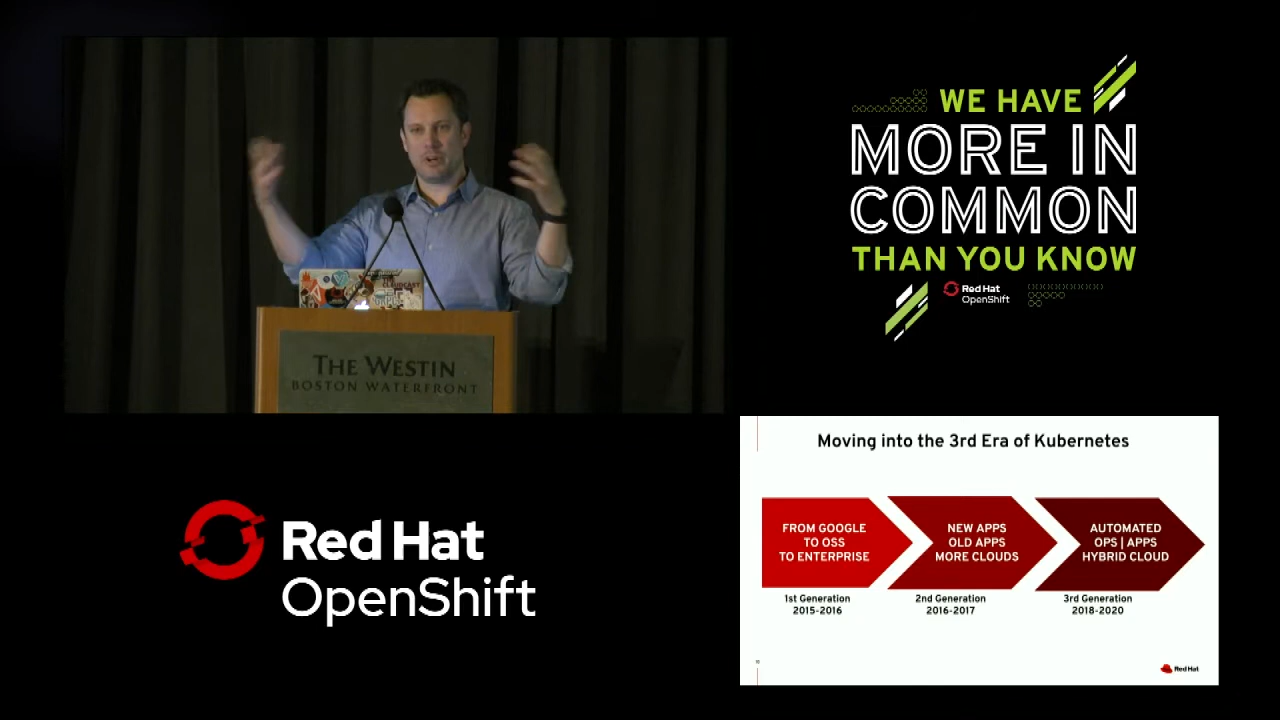 WE HAVE
MORE IN
COMMON
THAN YOU KNOW
Red Hat
OpenShift
CLOUDCAST
THE WESTIN
BOSTON WATERFRONT
Moving into the 3rd Era of Kubernetes
FROM GOOGLE
TO OSS
TO ENTERPRISE
NEW APPS
OLD APPS
MORE CLOUDS
AUTOMATED
OPS | APPS
HYBRID CLOUD
1st Generation
2015-2016
2nd Generation
2016-2017
3rd Generation
2018-2020
Red Hat
Red Hat
OpenShift